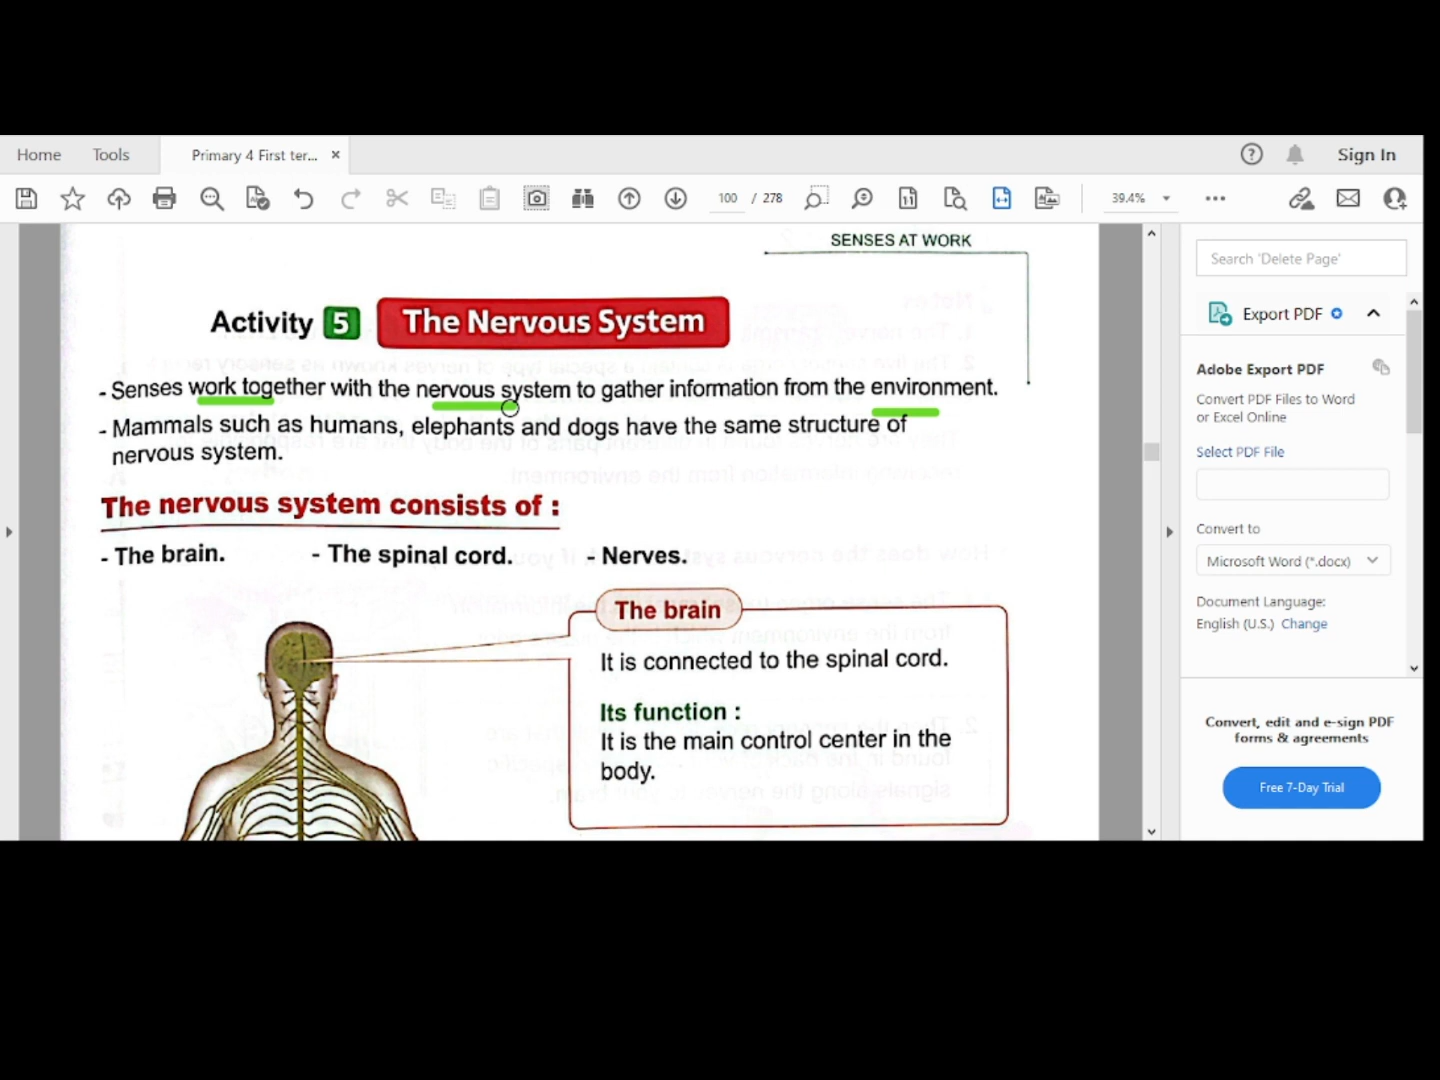 Home Tools Primary 4 First ter... × Sign In
100 / 278 39.4%
SENSES AT WORK
Activity 5 The Nervous System
- Senses work together with the nervous system to gather information from the environment.
- Mammals such as humans, elephants and dogs have the same structure of
nervous system.
The nervous system consists of :
- The brain. - The spinal cord. - Nerves.
The brain
It is connected to the spinal cord.
Its function :
It is the main control center in the
body.
Search 'Delete Page'
Export PDF
Adobe Export PDF
Convert PDF Files to Word
or Excel Online
Select PDF File
Convert to
Microsoft Word (*.docx)
Document Language:
English (U.S.) Change
Convert, edit and e-sign PDF
forms & agreements
Free 7-Day Trial